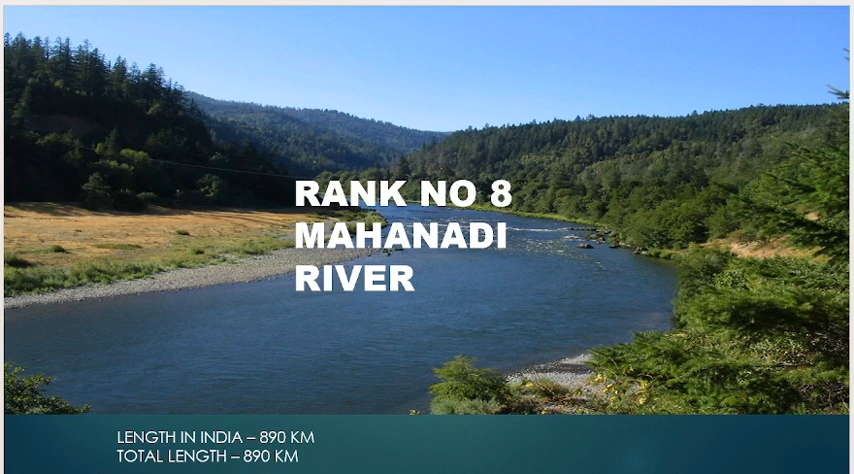 RANK NO 8
MAHANADI
RIVER
LENGTH IN INDIA – 890 KM
TOTAL LENGTH – 890 KM